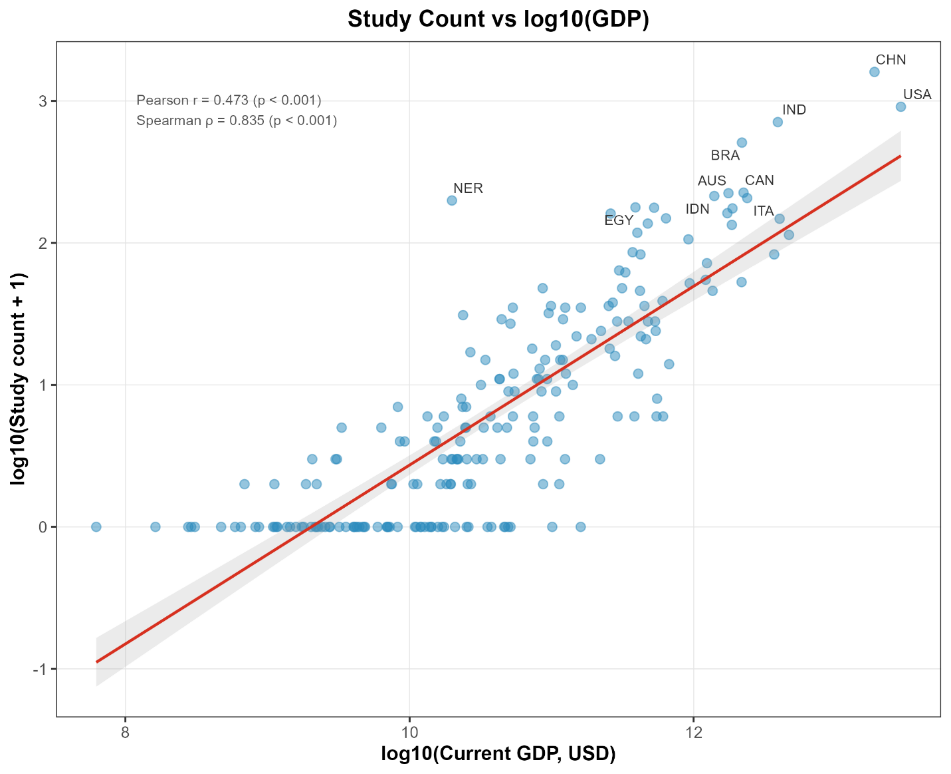 Study Count vs log10(GDP)
Pearson r = 0.473 (p < 0.001)
Spearman ρ = 0.835 (p < 0.001)
CHN
USA
IND
BRA
AUS
CAN
NER
IDN
ITA
EGY
log10(Study count + 1)
3
2
1
0
-1
8
10
12
log10(Current GDP, USD)